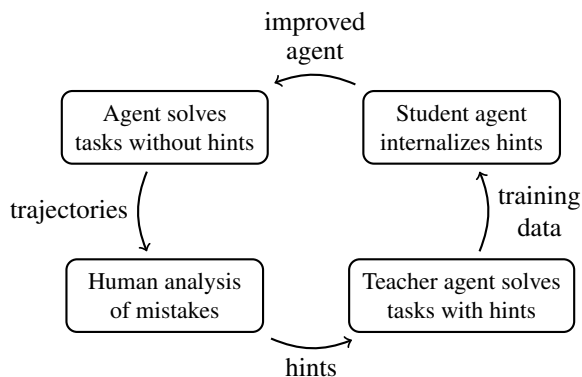 improved
agent
Agent solves
tasks without hints
Student agent
internalizes hints
trajectories
training
data
Human analysis
of mistakes
Teacher agent solves
tasks with hints
hints